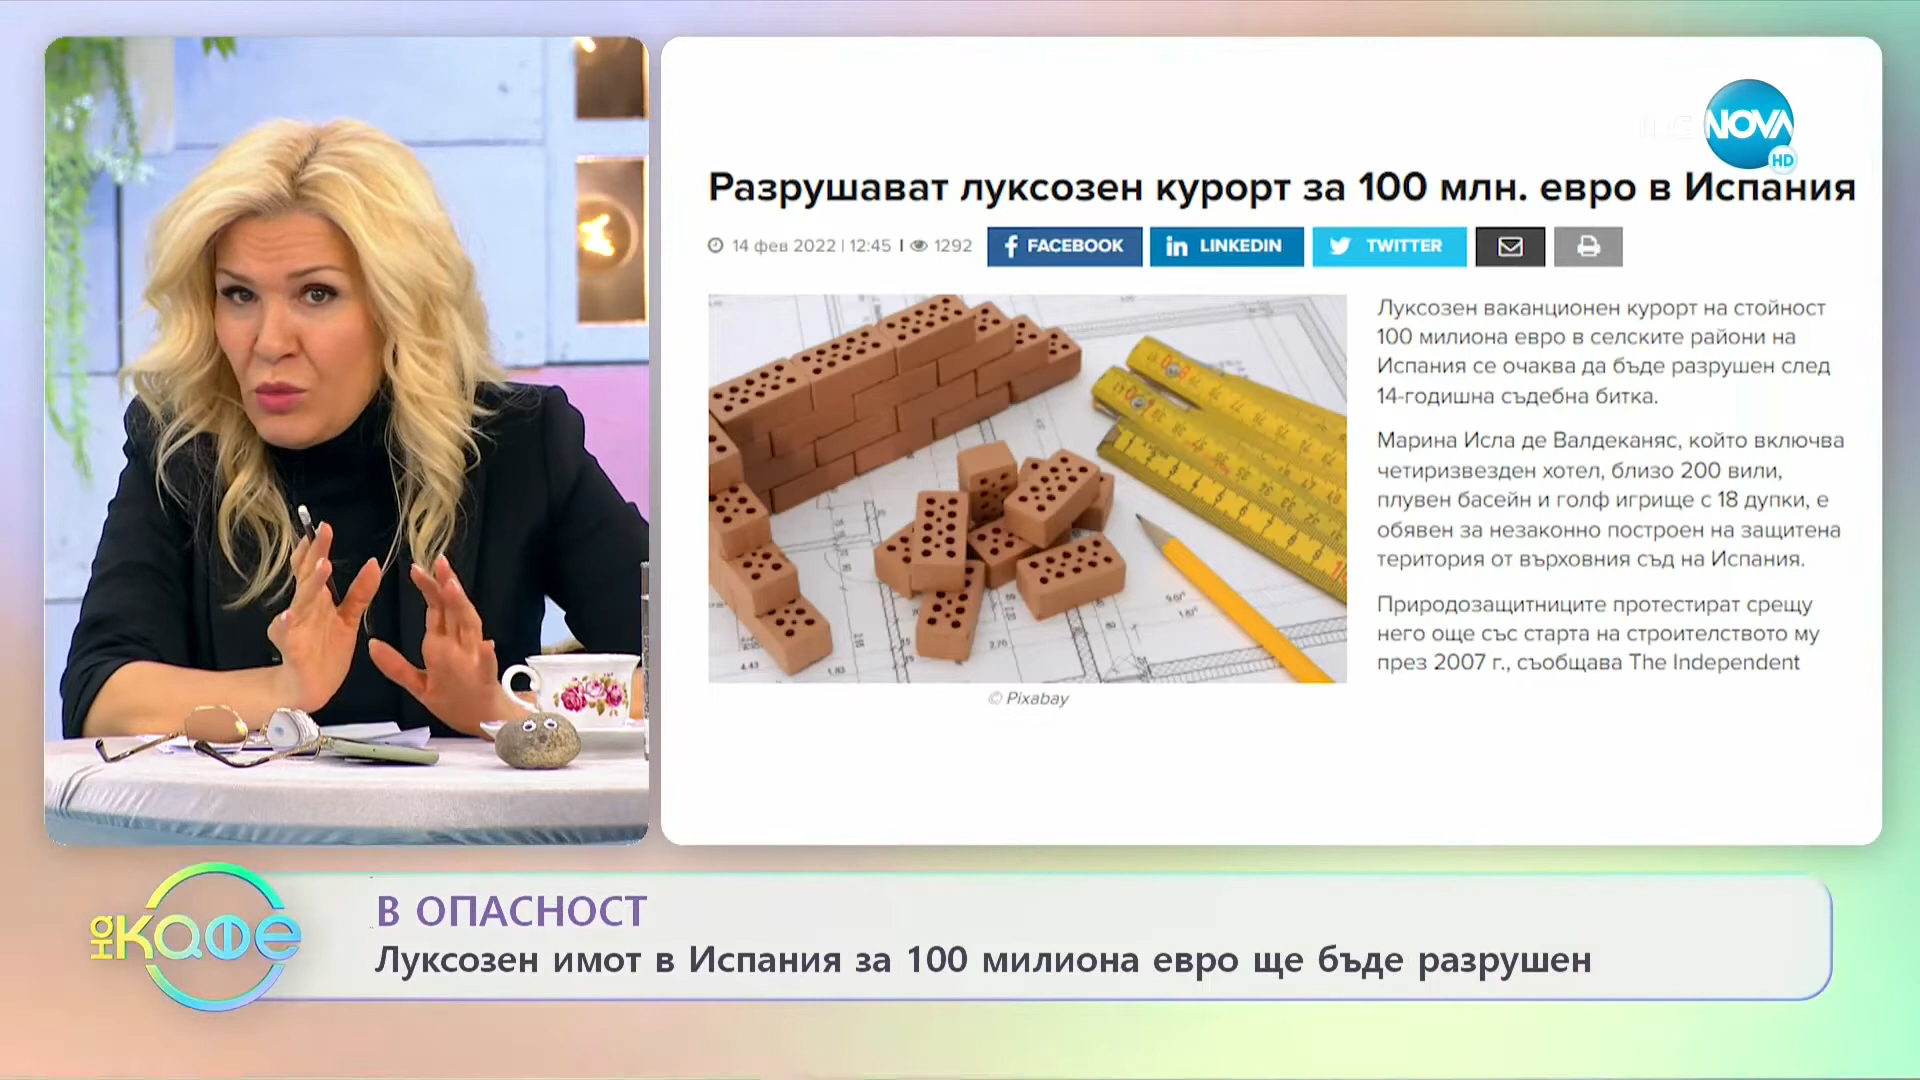 NOVA
HD
Разрушават луксозен курорт за 100 млн. евро в Испания
14 фев 2022 | 12:45 | 1292
FACEBOOK
LINKEDIN
TWITTER
Луксозен ваканционен курорт на стойност
100 милиона евро в селските райони на
Испания се очаква да бъде разрушен след
14-годишна съдебна битка.
Марина Исла де Валдеканяс, който включва
четиризвезден хотел, близо 200 вили,
плувен басейн и голф игрище с 18 дупки, е
обявен за незаконно построен на защитена
територия от върховния съд на Испания.
Природозащитниците протестират срещу
него още със старта на строителството му
през 2007 г., съобщава The Independent
© Pixabay
на кафе
В ОПАСНОСТ
Луксозен имот в Испания за 100 милиона евро ще бъде разрушен